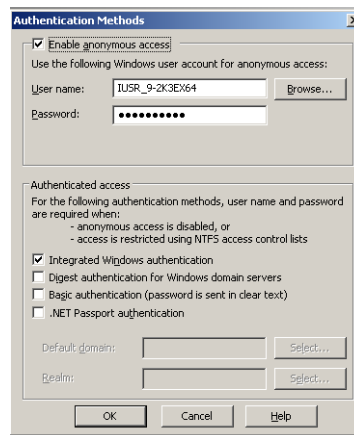 Authentication Methods
Enable anonymous access
Use the following Windows user account for anonymous access:
User name: IUSR_9-2K3EX64 Browse...
Password: ●●●●●●●●●●
Authenticated access
For the following authentication methods, user name and password
are required when:
- anonymous access is disabled, or
- access is restricted using NTFS access control lists
Integrated Windows authentication
Digest authentication for Windows domain servers
Basic authentication (password is sent in clear text)
.NET Passport authentication
Default domain: Select...
Realm: Select...
OK Cancel Help